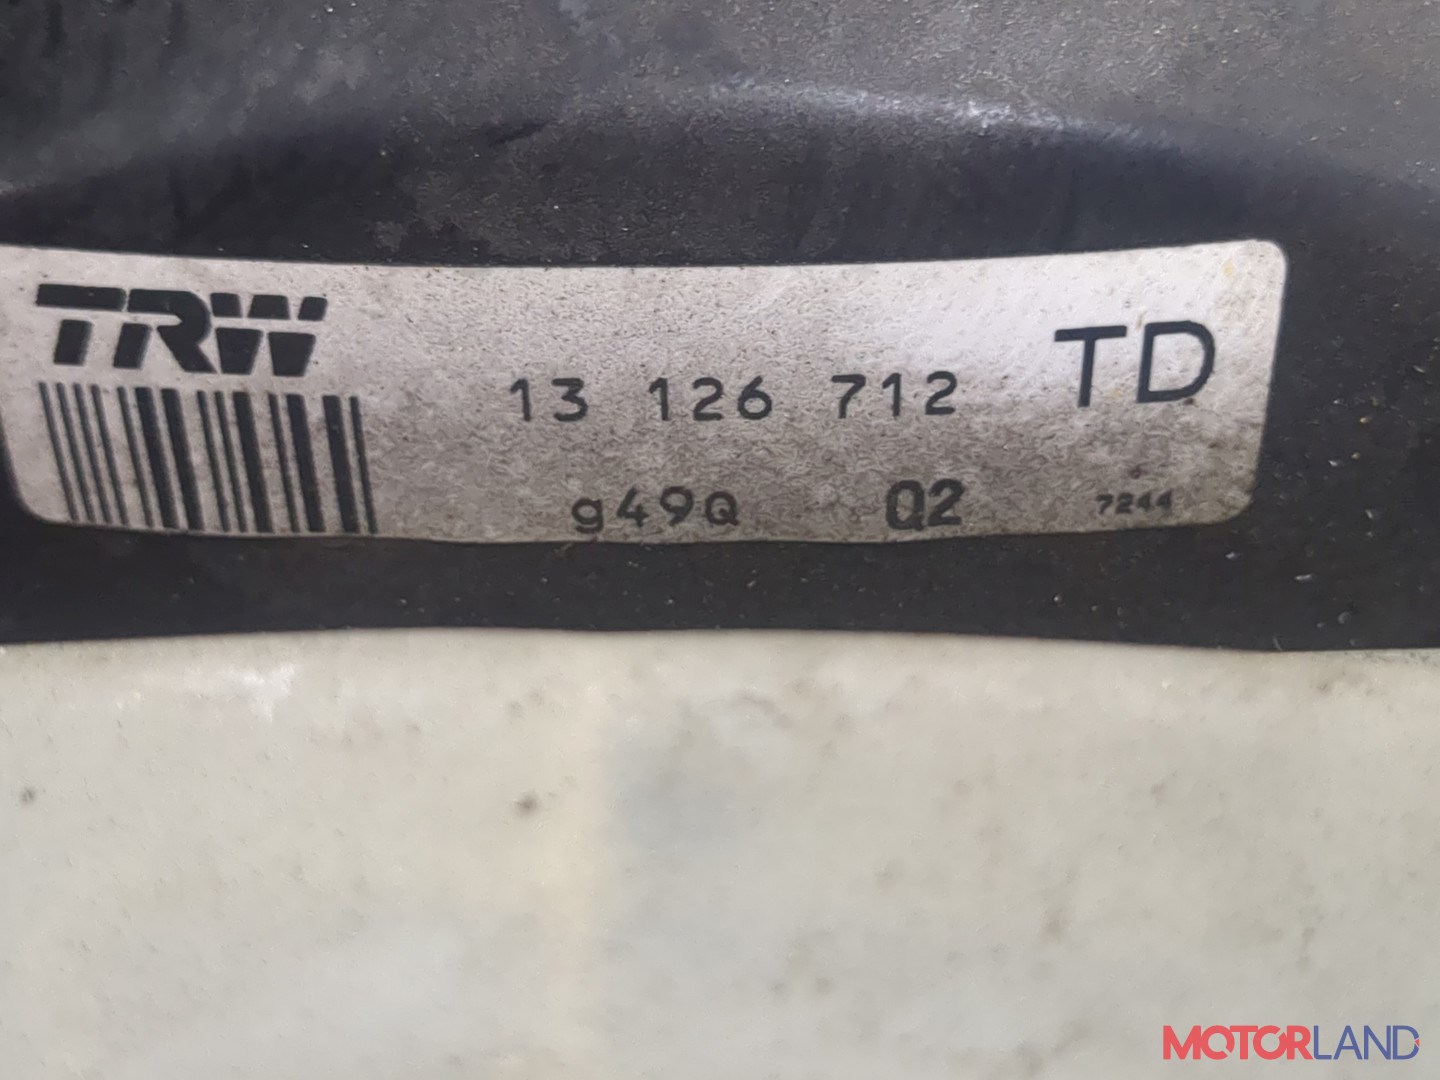 TRW
13 126 712 TD
g49Q Q2 7244
MOTORLAND